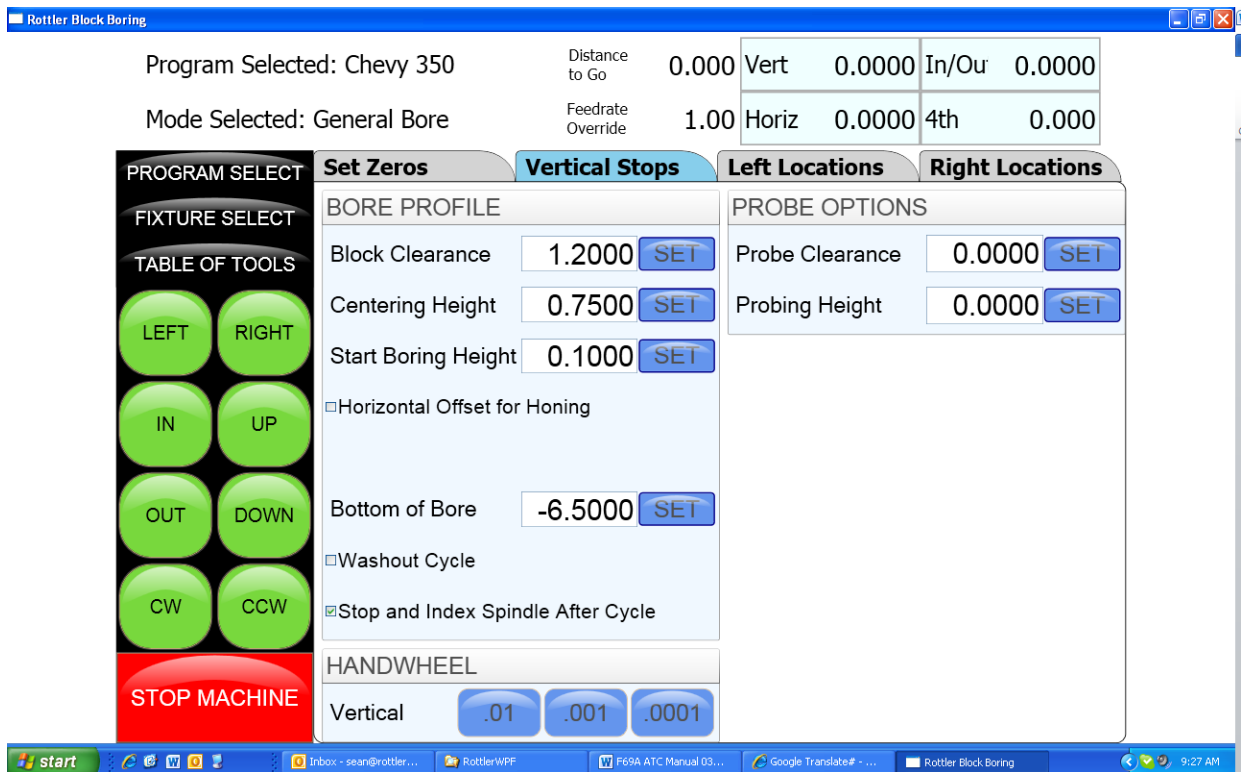 Rottler Block Boring
Program Selected: Chevy 350
Distance to Go 0.000
Vert 0.0000
In/Ou 0.0000
Mode Selected: General Bore
Feedrate Override 1.00
Horiz 0.0000
4th 0.000
PROGRAM SELECT
FIXTURE SELECT
TABLE OF TOOLS
LEFT RIGHT
IN UP
OUT DOWN
CW CCW
STOP MACHINE
Set Zeros Vertical Stops Left Locations Right Locations
BORE PROFILE
Block Clearance 1.2000 SET
Centering Height 0.7500 SET
Start Boring Height 0.1000 SET
Horizontal Offset for Honing
Bottom of Bore -6.5000 SET
Washout Cycle
Stop and Index Spindle After Cycle
HANDWHEEL
Vertical .01 .001 .0001
PROBE OPTIONS
Probe Clearance 0.0000 SET
Probing Height 0.0000 SET
start
Inbox - sean@rottler...
RottlerWPF
F69A ATC Manual 03...
Google Translate# - ...
Rottler Block Boring
9:27 AM